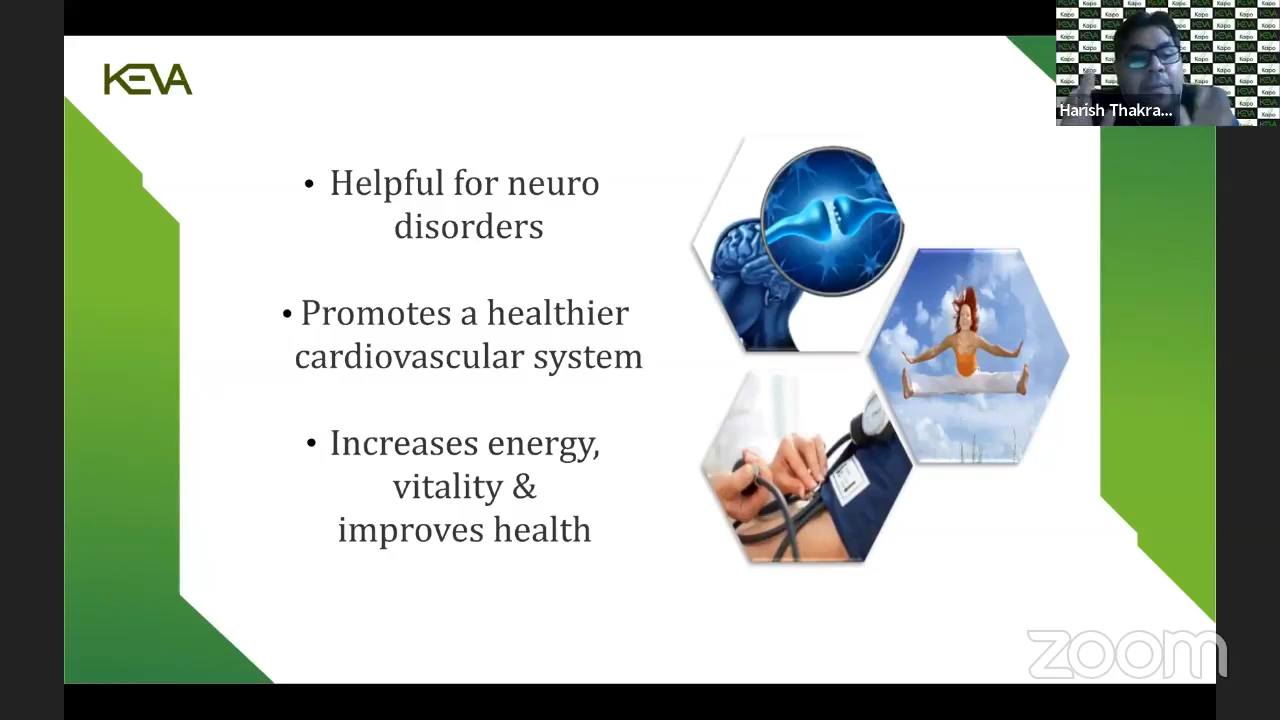 KEVA
Harish Thakra...
• Helpful for neuro
disorders
• Promotes a healthier
cardiovascular system
• Increases energy,
vitality &
improves health
zoom